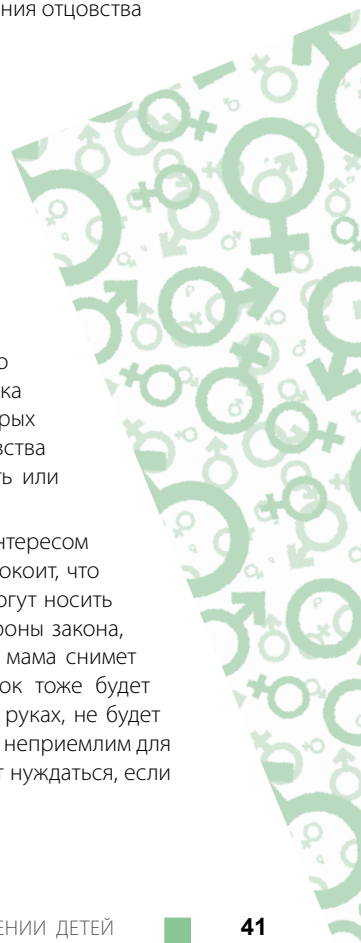 ния отцовства
о
ка
рых
вства
ть или
нтересом
окоит, что
огут носить
роны закона,
мама снимет
ок тоже будет
руках, не будет
неприемлим для
т нуждаться, если
ЕНИИ ДЕТЕЙ 41